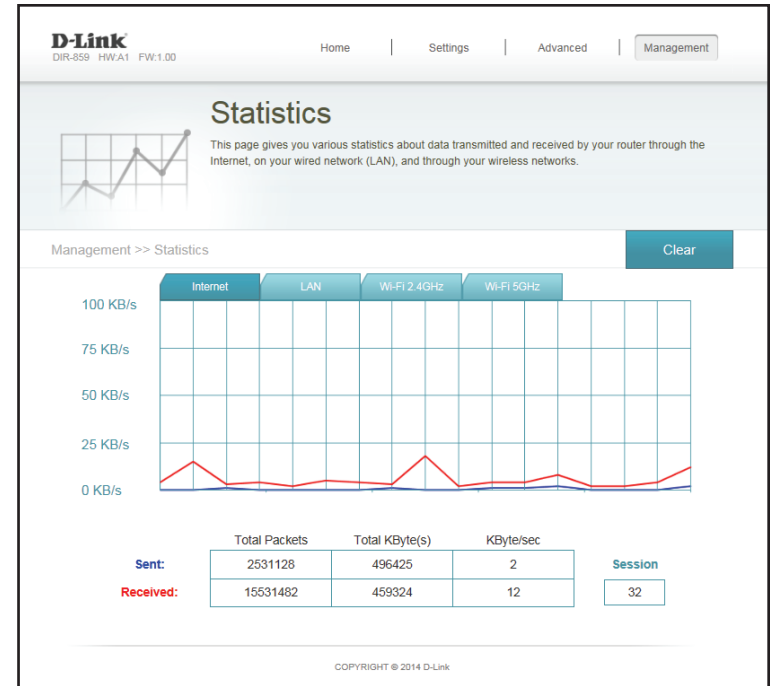 D-Link
DIR-859 HW:A1 FW:1.00
Home
Settings
Advanced
Management
Statistics
This page gives you various statistics about data transmitted and received by your router through the
Internet, on your wired network (LAN), and through your wireless networks.
Management >> Statistics
Clear
Internet
LAN
Wi-Fi 2.4GHz
Wi-Fi 5GHz
100 KB/s
75 KB/s
50 KB/s
25 KB/s
0 KB/s
Total Packets Total KByte(s) KByte/sec
Sent: 2531128 496425 2 Session
Received: 15531482 459324 12 32
COPYRIGHT © 2014 D-Link